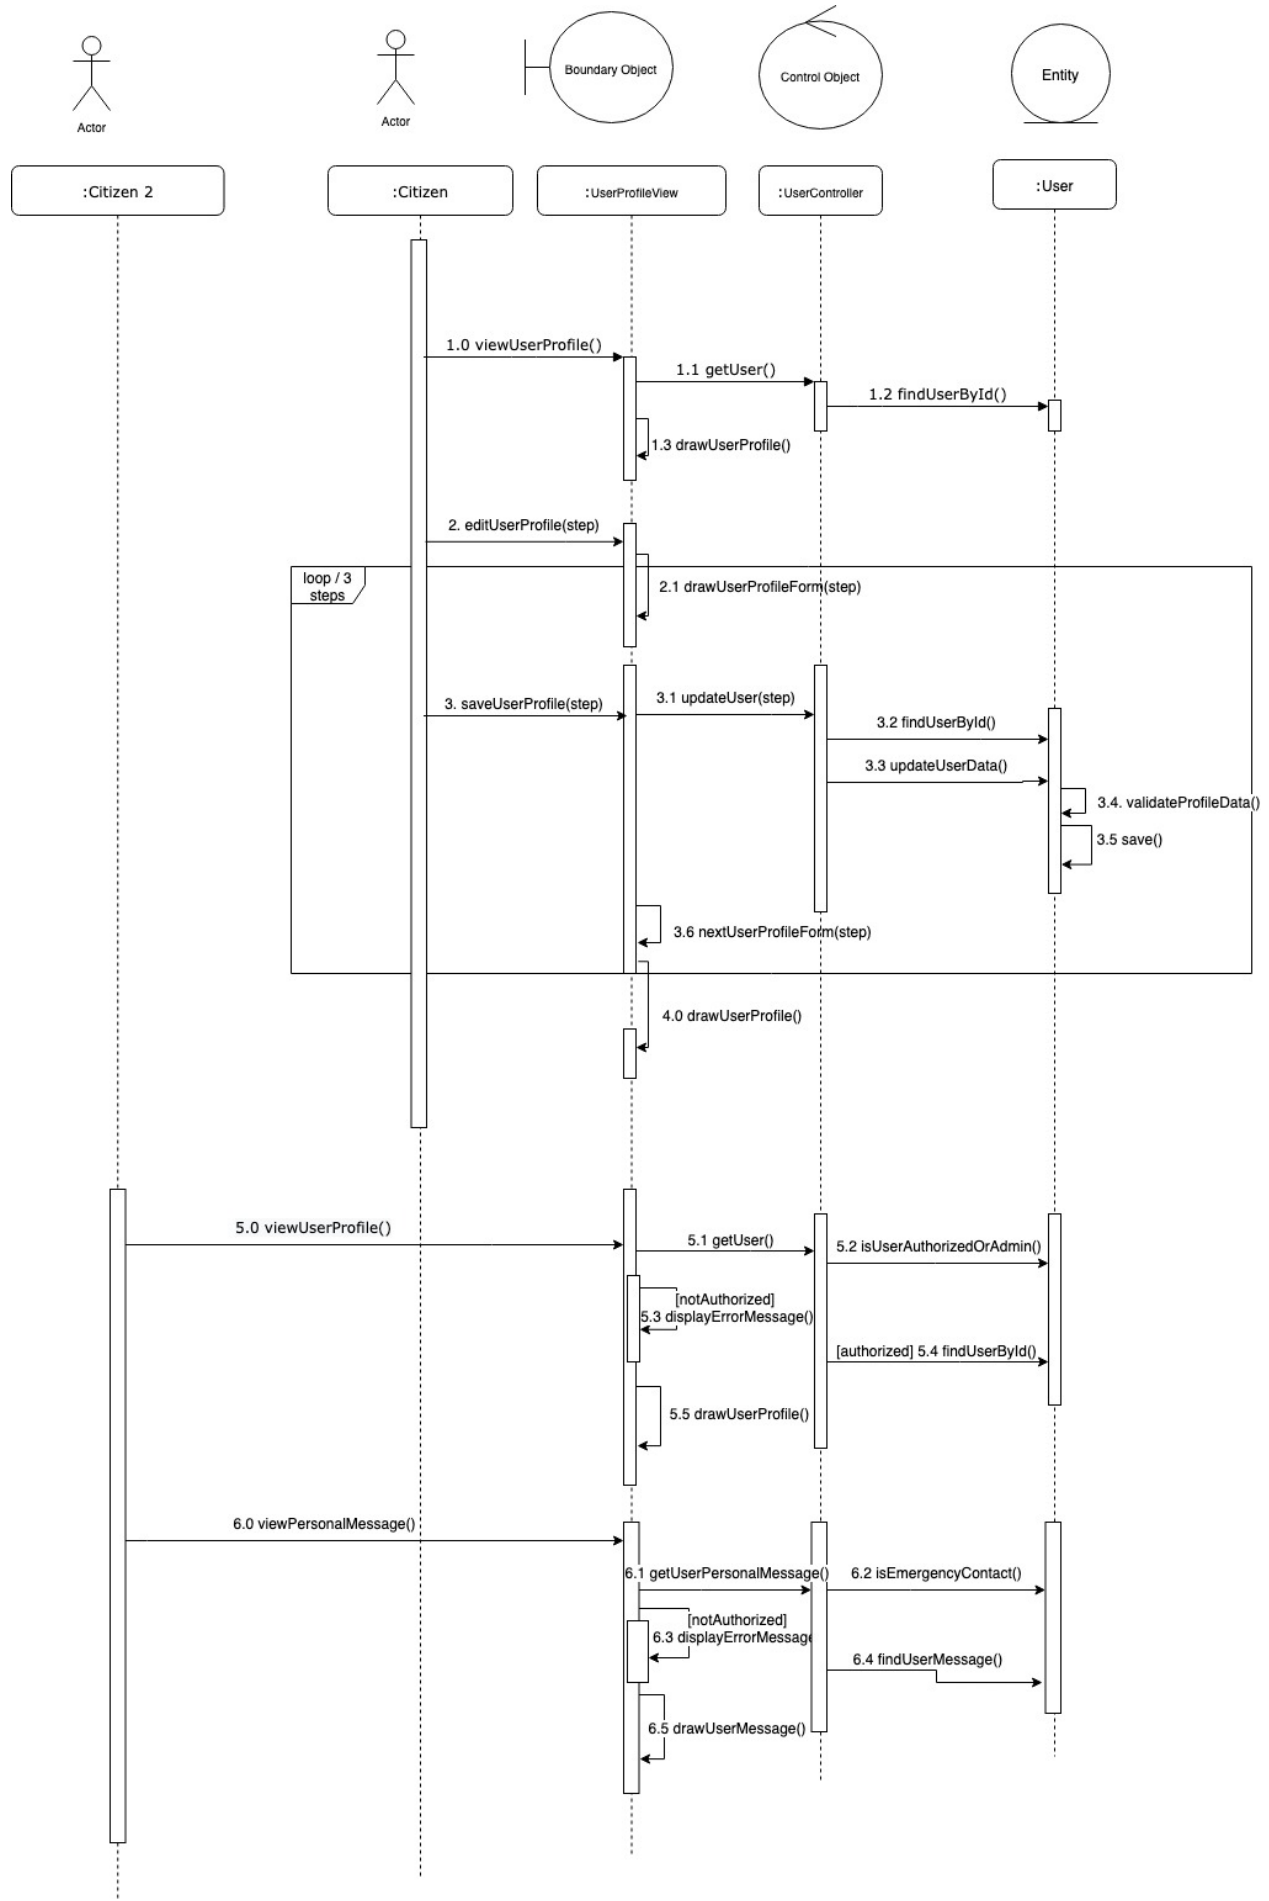 Actor
Actor
Boundary Object
Control Object
Entity
:Citizen 2
:Citizen
:UserProfileView
:UserController
:User
1.0 viewUserProfile()
1.1 getUser()
1.2 findUserById()
1.3 drawUserProfile()
2. editUserProfile(step)
loop / 3
steps
2.1 drawUserProfileForm(step)
3. saveUserProfile(step)
3.1 updateUser(step)
3.2 findUserById()
3.3 updateUserData()
3.4. validateProfileData()
3.5 save()
3.6 nextUserProfileForm(step)
4.0 drawUserProfile()
5.0 viewUserProfile()
5.1 getUser()
5.2 isUserAuthorizedOrAdmin()
[notAuthorized]
5.3 displayErrorMessage()
[authorized] 5.4 findUserById()
5.5 drawUserProfile()
6.0 viewPersonalMessage()
6.1 getUserPersonalMessage()
6.2 isEmergencyContact()
[notAuthorized]
6.3 displayErrorMessage
6.4 findUserMessage()
6.5 drawUserMessage()